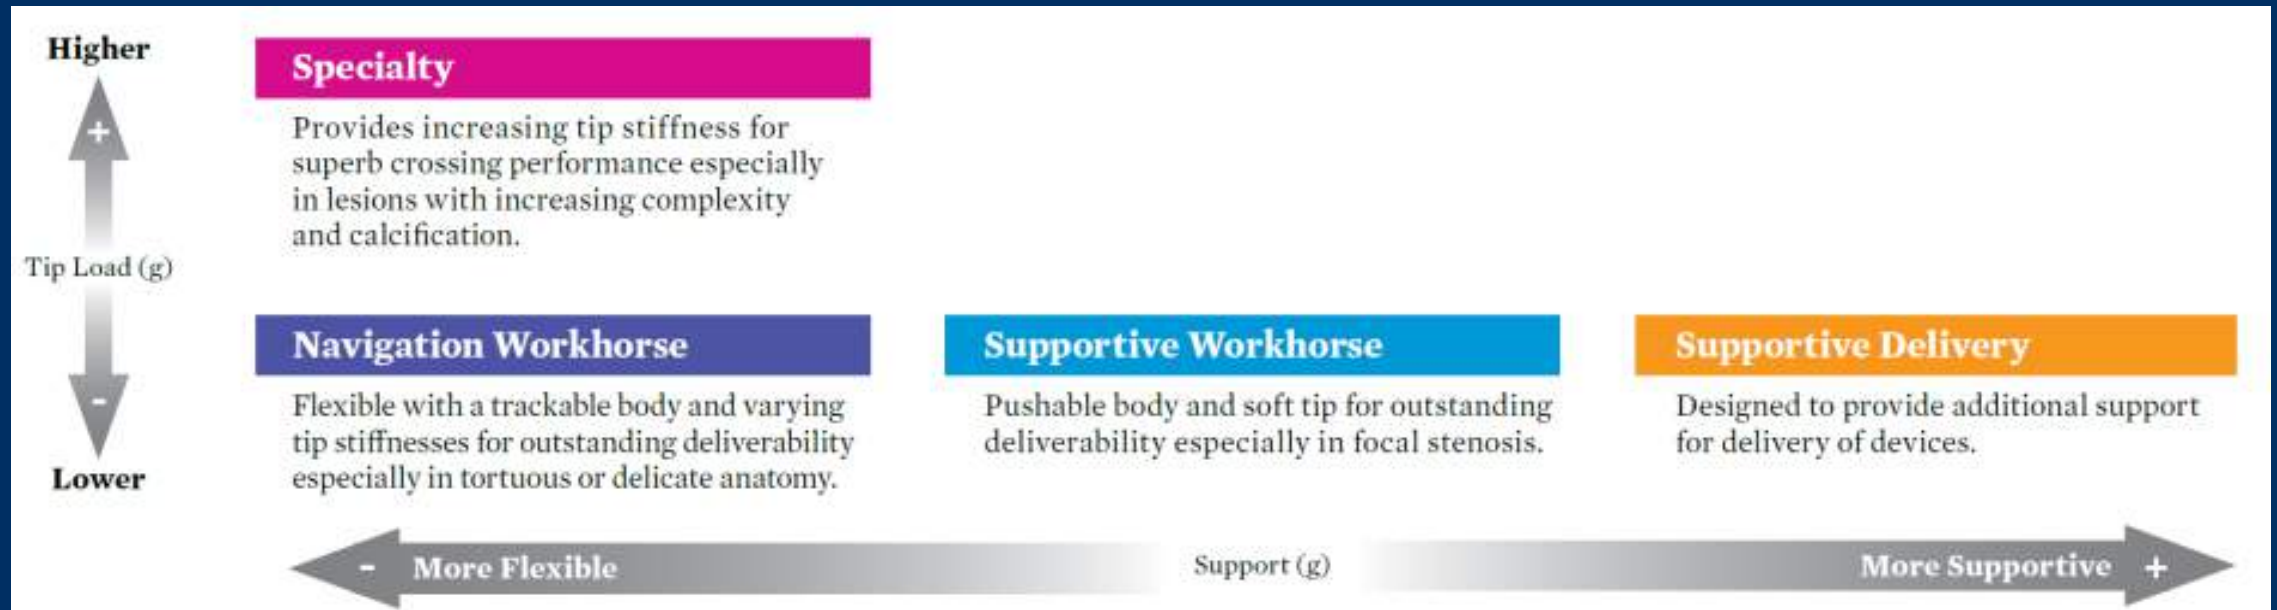 Higher
+
Tip Load (g)
-
Lower
Specialty
Provides increasing tip stiffness for
superb crossing performance especially
in lesions with increasing complexity
and calcification.
Navigation Workhorse
Flexible with a trackable body and varying
tip stiffnesses for outstanding deliverability
especially in tortuous or delicate anatomy.
Supportive Workhorse
Pushable body and soft tip for outstanding
deliverability especially in focal stenosis.
Supportive Delivery
Designed to provide additional support
for delivery of devices.
- More Flexible
Support (g)
More Supportive +